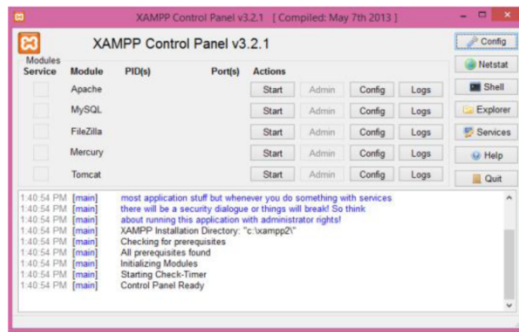 XAMPP Control Panel v3.2.1 [ Compiled: May 7th 2013 ]
XAMPP Control Panel v3.2.1
Config
Modules
Service Module PID(s) Port(s) Actions
Netstat
Apache Start Admin Config Logs
Shell
MySQL Start Admin Config Logs
Explorer
FileZilla Start Admin Config Logs
Services
Mercury Start Admin Config Logs
Help
Tomcat Start Admin Config Logs
Quit
1:40:54 PM [main] most application stuff but whenever you do something with services
1:40:54 PM [main] there will be a security dialogue or things will break! So think
1:40:54 PM [main] about running this application with administrator rights!
1:40:54 PM [main] XAMPP Installation Directory: "c:\xampp2\"
1:40:54 PM [main] Checking for prerequisites
1:40:54 PM [main] All prerequisites found
1:40:54 PM [main] Initializing Modules
1:40:54 PM [main] Starting Check-Timer
1:40:54 PM [main] Control Panel Ready